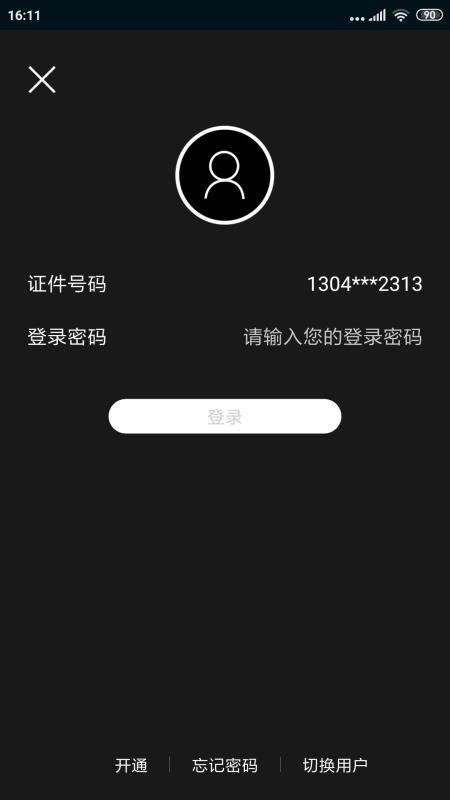 16:11
90
证件号码 1304***2313
登录密码 请输入您的登录密码
登录
开通 忘记密码 切换用户